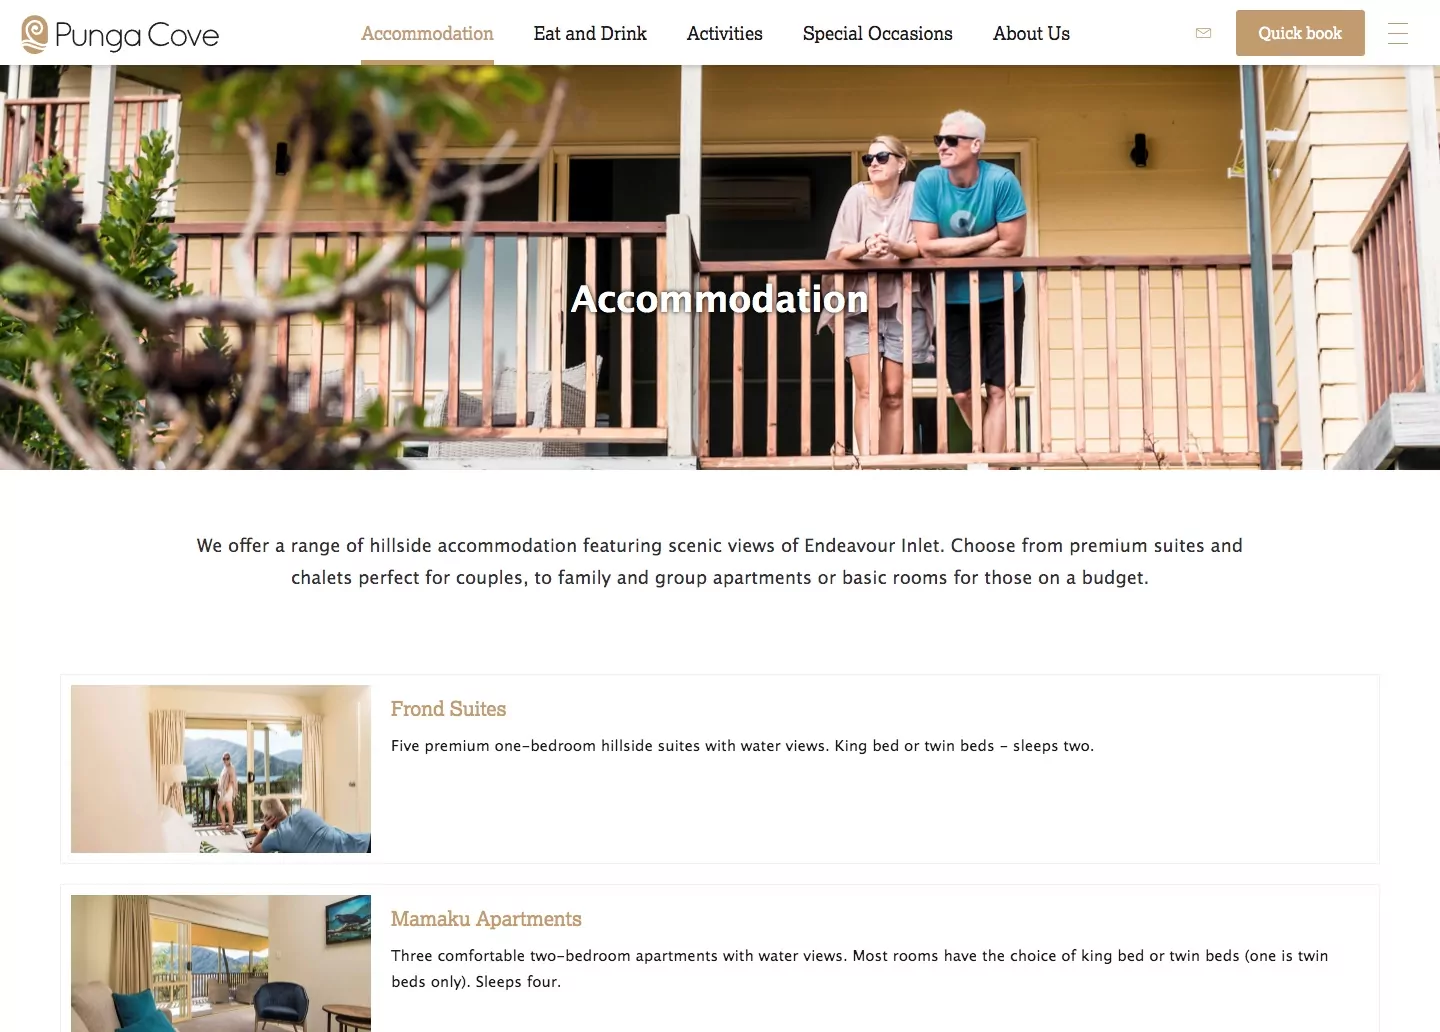 Punga Cove
Accommodation
Eat and Drink
Activities
Special Occasions
About Us
Quick book
Accommodation
We offer a range of hillside accommodation featuring scenic views of Endeavour Inlet. Choose from premium suites and
chalets perfect for couples, to family and group apartments or basic rooms for those on a budget.
Frond Suites
Five premium one-bedroom hillside suites with water views. King bed or twin beds - sleeps two.
Mamaku Apartments
Three comfortable two-bedroom apartments with water views. Most rooms have the choice of king bed or twin beds (one is twin
beds only). Sleeps four.